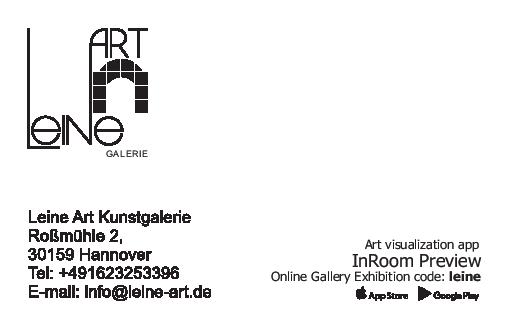 ART
LEINE
GALERIE
Leine Art Kunstgalerie
Roßmühle 2,
30159 Hannover
Tel: +491623253396
E-mail: info@leine-art.de
Art visualization app
InRoom Preview
Online Gallery Exhibition code: leine
App Store Google Play